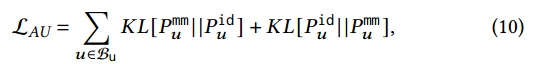 ℒ_{AU} = ∑_{u∈ℬ_u} KL[P_u^{mm}||P_u^{id}] + KL[P_u^{id}||P_u^{mm}], (10)